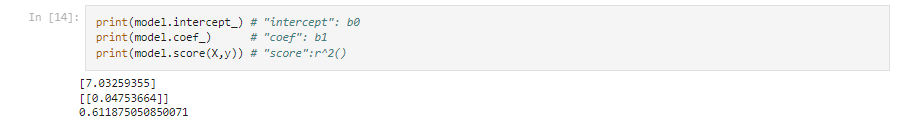 In [14]:
print(model.intercept_) # "intercept": b0
print(model.coef_)      # "coef": b1
print(model.score(X,y)) # "score":r^2()
[7.03259355]
[[0.04753664]]
0.611875050850071